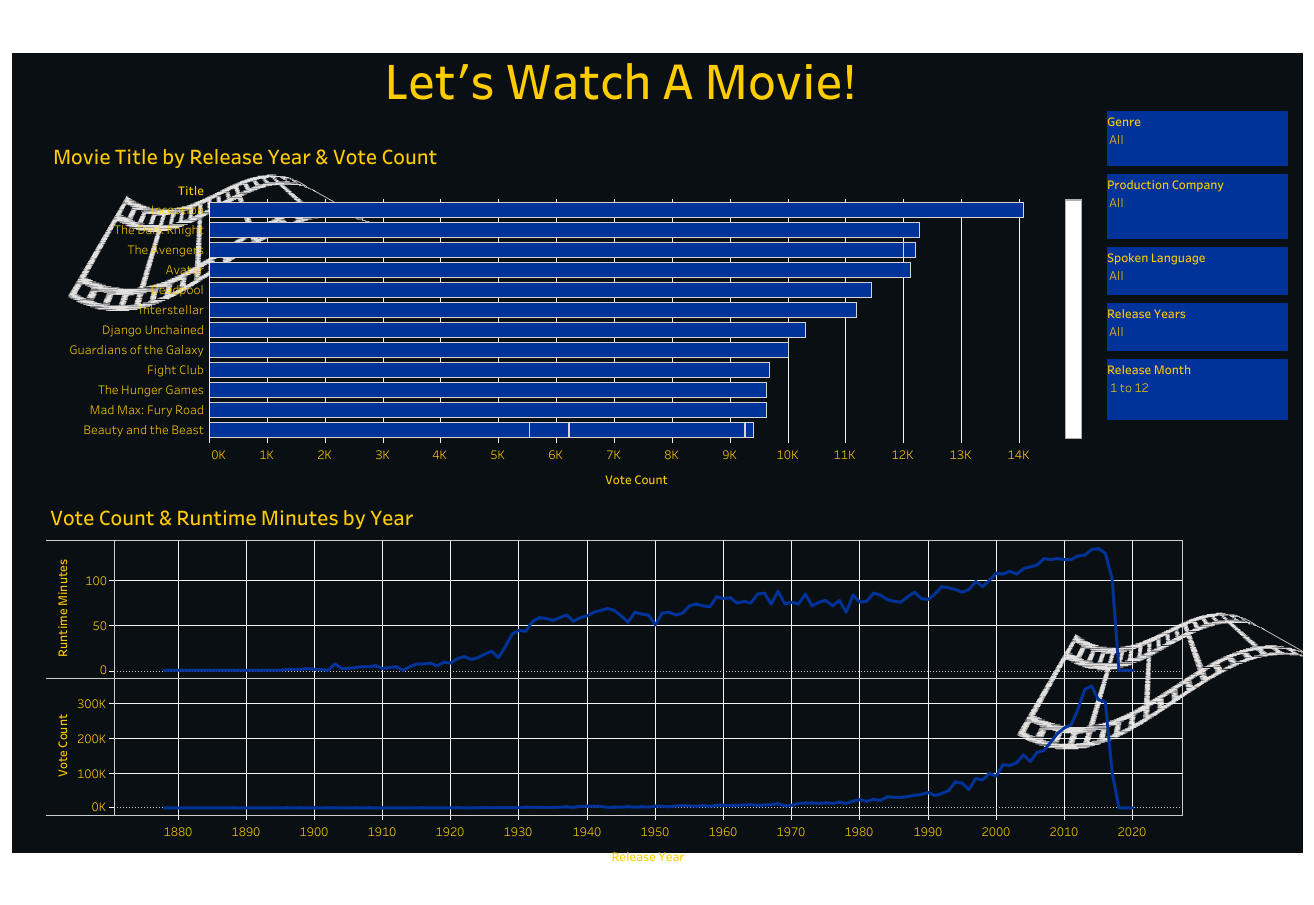 Let's Watch A Movie!
Genre
All
Movie Title by Release Year & Vote Count
Production Company
All
Title
Inception
The Dark Knight
The Avengers
Avatar
Deadpool
Interstellar
Django Unchained
Guardians of the Galaxy
Fight Club
The Hunger Games
Mad Max: Fury Road
Beauty and the Beast
0K 1K 2K 3K 4K 5K 6K 7K 8K 9K 10K 11K 12K 13K 14K
Vote Count
Spoken Language
All
Release Years
All
Release Month
1 to 12
Vote Count & Runtime Minutes by Year
Runtime Minutes
100
50
0
Vote Count
300K
200K
100K
0K
1880 1890 1900 1910 1920 1930 1940 1950 1960 1970 1980 1990 2000 2010 2020
Release Year